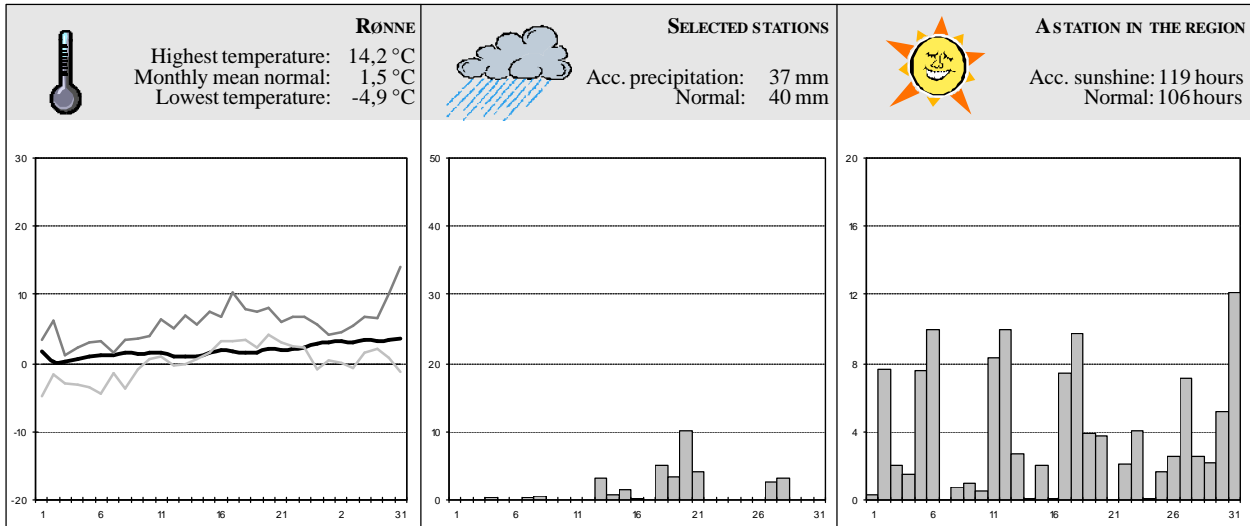 RØNNE
Highest temperature: 14,2 °C
Monthly mean normal: 1,5 °C
Lowest temperature: -4,9 °C
30
20
10
0
-10
-20
1 6 11 16 21 2 31
SELECTED STATIONS
Acc. precipitation: 37 mm
Normal: 40 mm
50
40
30
20
10
0
1 6 11 16 21 26 31
A STATION IN THE REGION
Acc. sunshine: 119 hours
Normal: 106 hours
20
16
12
8
4
0
1 6 11 16 21 26 31